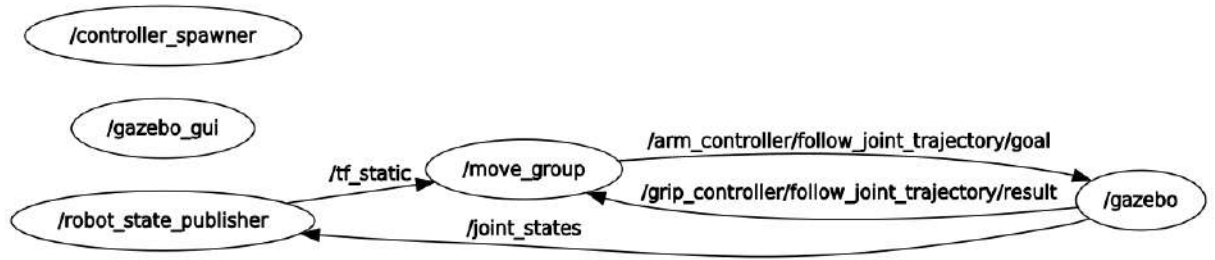 /controller_spawner
/gazebo_gui
/arm_controller/follow_joint_trajectory/goal
/tf_static
/move_group
/grip_controller/follow_joint_trajectory/result
/gazebo
/robot_state_publisher
/joint_states